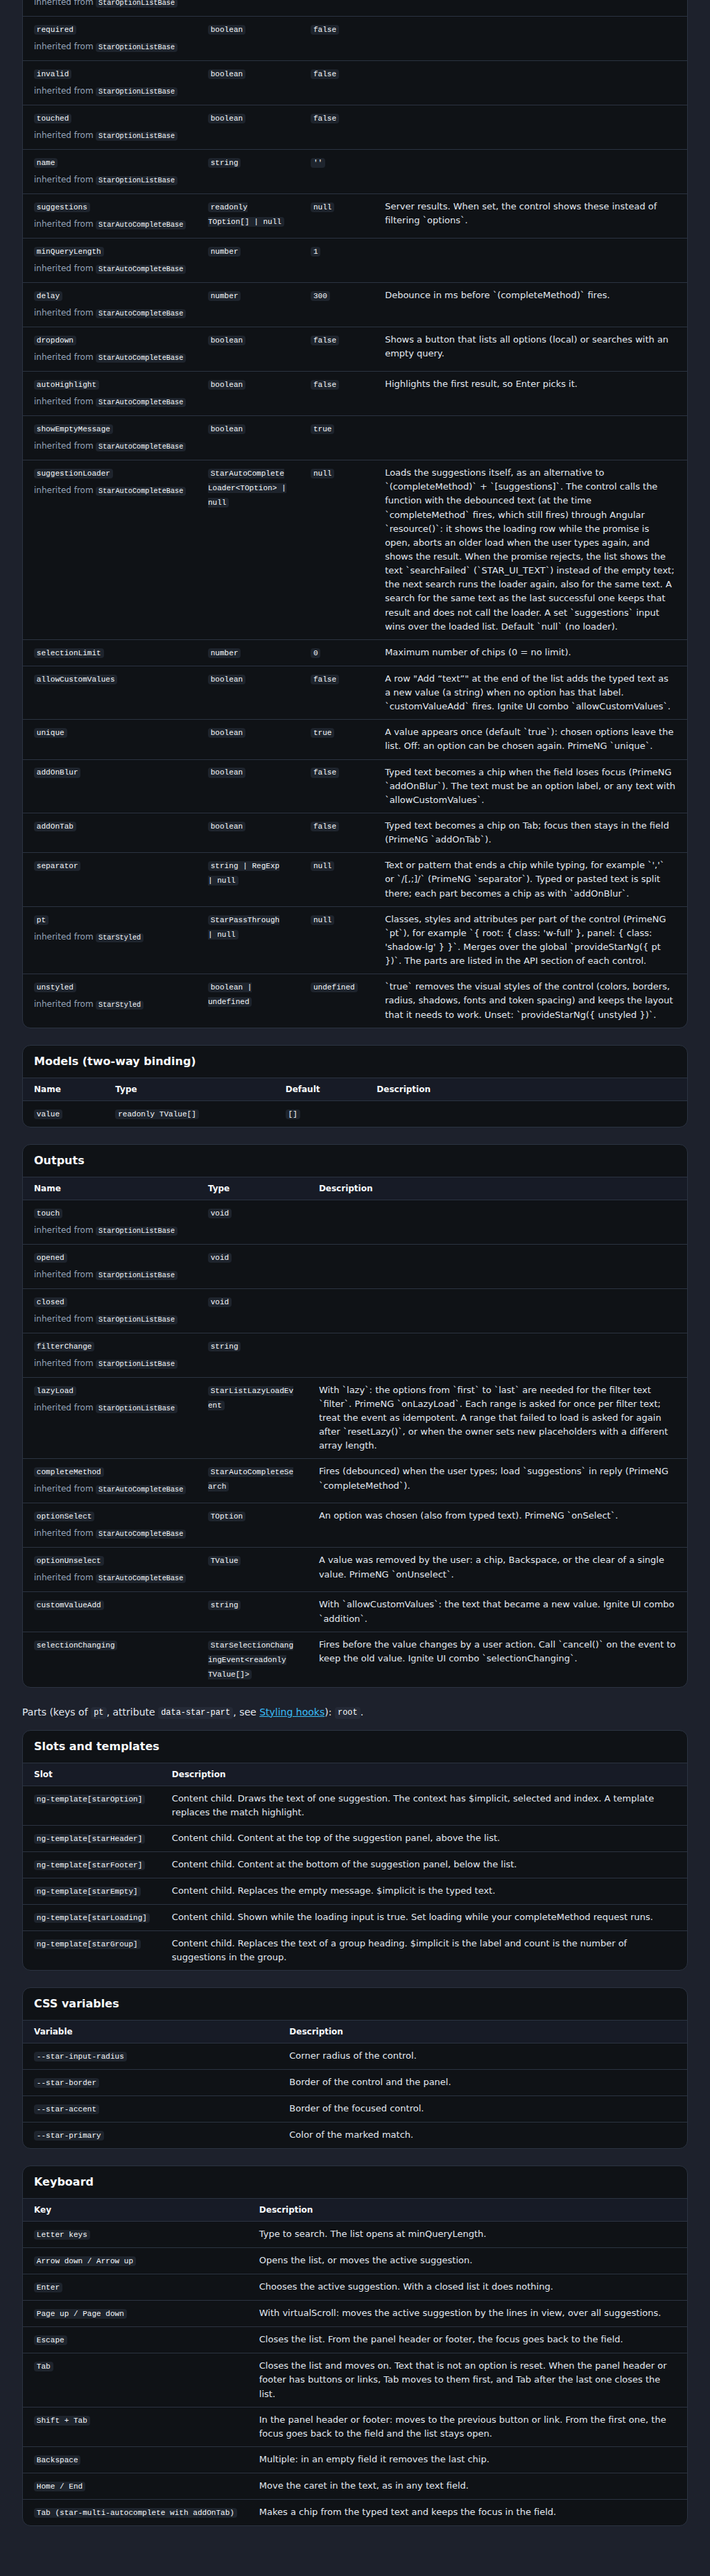 inherited from StarOptionListBase
required boolean false
inherited from StarOptionListBase
invalid boolean false
inherited from StarOptionListBase
touched boolean false
inherited from StarOptionListBase
name string ''
inherited from StarOptionListBase
suggestions readonly null Server results. When set, the control shows these instead of
TOption[] | null filtering `options`.
inherited from StarAutoCompleteBase
minQueryLength number 1
inherited from StarAutoCompleteBase
delay number 300 Debounce in ms before `(completeMethod)` fires.
inherited from StarAutoCompleteBase
dropdown boolean false Shows a button that lists all options (local) or searches with an
inherited from StarAutoCompleteBase empty query.
autoHighlight boolean false Highlights the first result, so Enter picks it.
inherited from StarAutoCompleteBase
showEmptyMessage boolean true
inherited from StarAutoCompleteBase
suggestionLoader StarAutoComplete null Loads the suggestions itself, as an alternative to
inherited from StarAutoCompleteBase Loader<TOption> | `(completeMethod)` + `[suggestions]`. The control calls the
null function with the debounced text (at the time
`completeMethod` fires, which still fires) through Angular
`resource()`: it shows the loading row while the promise is
open, aborts an older load when the user types again, and
shows the result. When the promise rejects, the list shows the
text `searchFailed` (`STAR_UI_TEXT`) instead of the empty text;
the next search runs the loader again, also for the same text. A
search for the same text as the last successful one keeps that
result and does not call the loader. A set `suggestions` input
wins over the loaded list. Default `null` (no loader).
selectionLimit number 0 Maximum number of chips (0 = no limit).
allowCustomValues boolean false A row "Add “text”" at the end of the list adds the typed text as
a new value (a string) when no option has that label.
`customValueAdd` fires. Ignite UI combo `allowCustomValues`.
unique boolean true A value appears once (default `true`): chosen options leave the
list. Off: an option can be chosen again. PrimeNG `unique`.
addOnBlur boolean false Typed text becomes a chip when the field loses focus (PrimeNG
`addOnBlur`). The text must be an option label, or any text with
`allowCustomValues`.
addOnTab boolean false Typed text becomes a chip on Tab; focus then stays in the field
(PrimeNG `addOnTab`).
separator string | RegExp null Text or pattern that ends a chip while typing, for example `','`
| null or `/[,;]/` (PrimeNG `separator`). Typed or pasted text is split
there; each part becomes a chip as with `addOnBlur`.
pt StarPassThrough null Classes, styles and attributes per part of the control (PrimeNG
inherited from StarStyled | null `pt`), for example `{ root: { class: 'w-full' }, panel: { class:
'shadow-lg' } }`. Merges over the global `provideStarNg({ pt
})`. The parts are listed in the API section of each control.
unstyled boolean | undefined `true` removes the visual styles of the control (colors, borders,
inherited from StarStyled undefined radius, shadows, fonts and token spacing) and keeps the layout
that it needs to work. Unset: `provideStarNg({ unstyled })`.
Models (two-way binding)
Name Type Default Description
value readonly TValue[] []
Outputs
Name Type Description
touch void
inherited from StarOptionListBase
opened void
inherited from StarOptionListBase
closed void
inherited from StarOptionListBase
filterChange string
inherited from StarOptionListBase
lazyLoad StarListLazyLoadEv With `lazy`: the options from `first` to `last` are needed for the filter text
inherited from StarOptionListBase ent `filter`. PrimeNG `onLazyLoad`. Each range is asked for once per filter text;
treat the event as idempotent. A range that failed to load is asked for again
after `resetLazy()`, or when the owner sets new placeholders with a different
array length.
completeMethod StarAutoCompleteSe Fires (debounced) when the user types; load `suggestions` in reply (PrimeNG
inherited from StarAutoCompleteBase arch `completeMethod`).
optionSelect TOption An option was chosen (also from typed text). PrimeNG `onSelect`.
inherited from StarAutoCompleteBase
optionUnselect TValue A value was removed by the user: a chip, Backspace, or the clear of a single
inherited from StarAutoCompleteBase value. PrimeNG `onUnselect`.
customValueAdd string With `allowCustomValues`: the text that became a new value. Ignite UI combo
`addition`.
selectionChanging StarSelectionChang Fires before the value changes by a user action. Call `cancel()` on the event to
ingEvent<readonly keep the old value. Ignite UI combo `selectionChanging`.
TValue[]>
Parts (keys of pt, attribute data-star-part, see Styling hooks): root.
Slots and templates
Slot Description
ng-template[starOption] Content child. Draws the text of one suggestion. The context has $implicit, selected and index. A template
replaces the match highlight.
ng-template[starHeader] Content child. Content at the top of the suggestion panel, above the list.
ng-template[starFooter] Content child. Content at the bottom of the suggestion panel, below the list.
ng-template[starEmpty] Content child. Replaces the empty message. $implicit is the typed text.
ng-template[starLoading] Content child. Shown while the loading input is true. Set loading while your completeMethod request runs.
ng-template[starGroup] Content child. Replaces the text of a group heading. $implicit is the label and count is the number of
suggestions in the group.
CSS variables
Variable Description
--star-input-radius Corner radius of the control.
--star-border Border of the control and the panel.
--star-accent Border of the focused control.
--star-primary Color of the marked match.
Keyboard
Key Description
Letter keys Type to search. The list opens at minQueryLength.
Arrow down / Arrow up Opens the list, or moves the active suggestion.
Enter Chooses the active suggestion. With a closed list it does nothing.
Page up / Page down With virtualScroll: moves the active suggestion by the lines in view, over all suggestions.
Escape Closes the list. From the panel header or footer, the focus goes back to the field.
Tab Closes the list and moves on. Text that is not an option is reset. When the panel header or
footer has buttons or links, Tab moves to them first, and Tab after the last one closes the
list.
Shift + Tab In the panel header or footer: moves to the previous button or link. From the first one, the
focus goes back to the field and the list stays open.
Backspace Multiple: in an empty field it removes the last chip.
Home / End Move the caret in the text, as in any text field.
Tab (star-multi-autocomplete with addOnTab) Makes a chip from the typed text and keeps the focus in the field.